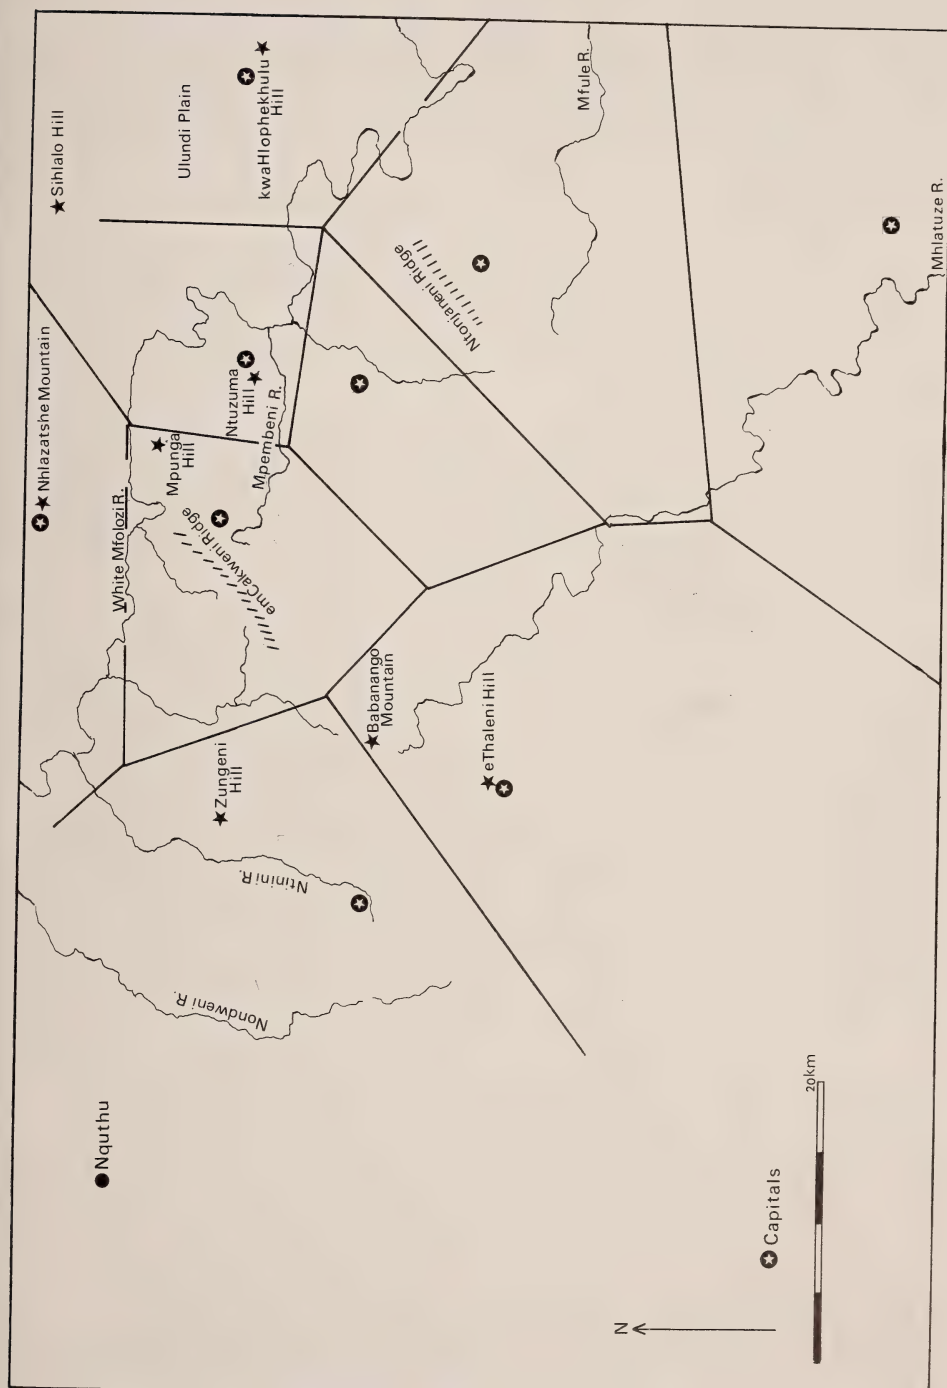 Sihlalo Hill
Ulundi Plain
kwaHlophekhulu
Hill
Mfule R.
Mhlatuze R.
Nhlazatshe Mountain
Mpunga
Hill
Ntuzuma
Hill
Mpembeni R.
Ntonjaneni Ridge
White Mfolozi R.
emCakweni Ridge
Babanango
Mountain
eThaleni Hill
Zungeni
Hill
Ntinini R.
Nondweni R.
Nquthu
Capitals
20km
N